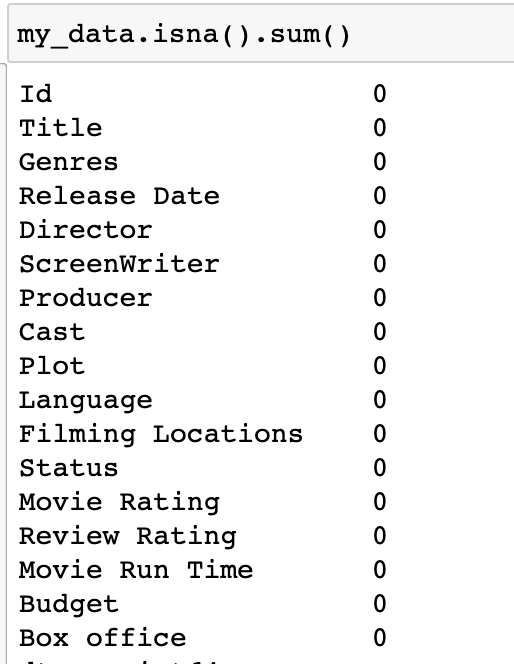 my_data.isna().sum()
Id 0
Title 0
Genres 0
Release Date 0
Director 0
ScreenWriter 0
Producer 0
Cast 0
Plot 0
Language 0
Filming Locations 0
Status 0
Movie Rating 0
Review Rating 0
Movie Run Time 0
Budget 0
Box office 0